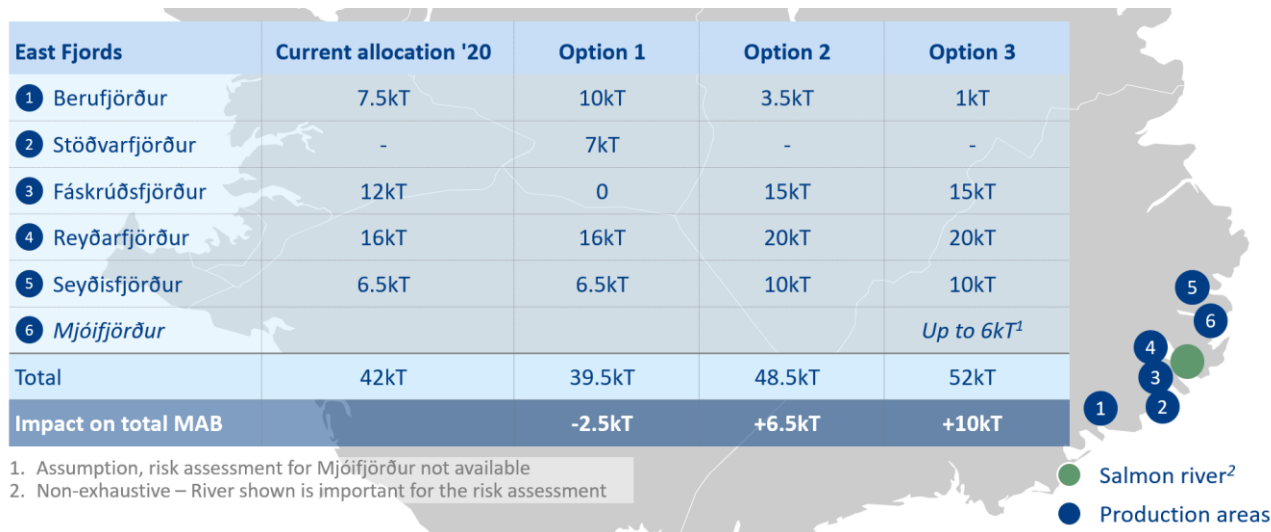 East Fjords Current allocation '20 Option 1 Option 2 Option 3
1 Berufjörður 7.5kT 10kT 3.5kT 1kT
2 Stöðvarfjörður - 7kT - -
3 Fáskrúðsfjörður 12kT 0 15kT 15kT
4 Reyðarfjörður 16kT 16kT 20kT 20kT
5 Seyðisfjörður 6.5kT 6.5kT 10kT 10kT
6 Mjóifjörður Up to 6kT1
Total 42kT 39.5kT 48.5kT 52kT
Impact on total MAB -2.5kT +6.5kT +10kT
1. Assumption, risk assessment for Mjóifjörður not available
2. Non-exhaustive – River shown is important for the risk assessment
5
6
4
3
1 2
Salmon river2
Production areas